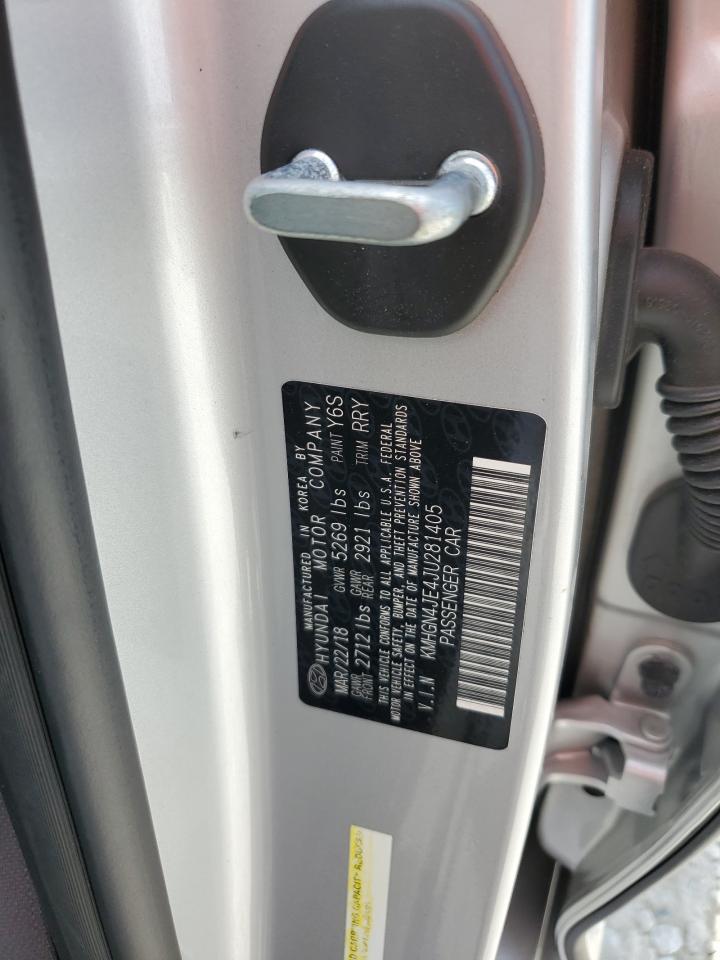 MANUFACTURED IN KOREA BY
HYUNDAI MOTOR COMPANY
MAR/22/18 GVWR 5269 lbs PAINT Y6S
GAWR FRONT 2712 lbs GAWR REAR 2921 lbs TRIM RRY
THIS VEHICLE CONFORMS TO ALL APPLICABLE U.S.A. FEDERAL
MOTOR VEHICLE SAFETY, BUMPER, AND THEFT PREVENTION STANDARDS
IN EFFECT ON THE DATE OF MANUFACTURE SHOWN ABOVE
V.I.N KMHGN4JE4JU281405
PASSENGER CAR
CAPACITY REDUCED